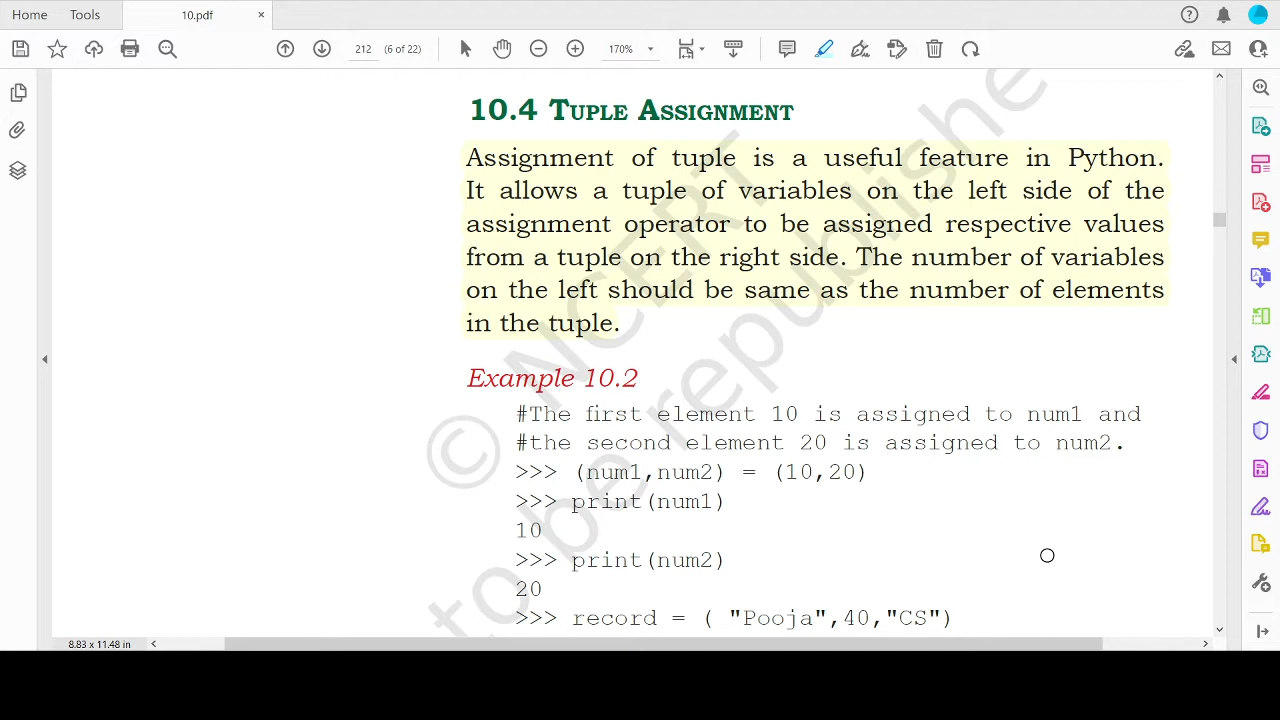 Home Tools 10.pdf ×
212 (6 of 22) 170%
10.4 TUPLE ASSIGNMENT
Assignment of tuple is a useful feature in Python.
It allows a tuple of variables on the left side of the
assignment operator to be assigned respective values
from a tuple on the right side. The number of variables
on the left should be same as the number of elements
in the tuple.
Example 10.2
#The first element 10 is assigned to num1 and
#the second element 20 is assigned to num2.
>>> (num1,num2) = (10,20)
>>> print(num1)
10
>>> print(num2)
20
>>> record = ( "Pooja",40,"CS")
© NCERT
to be republishe
8.83 x 11.48 in